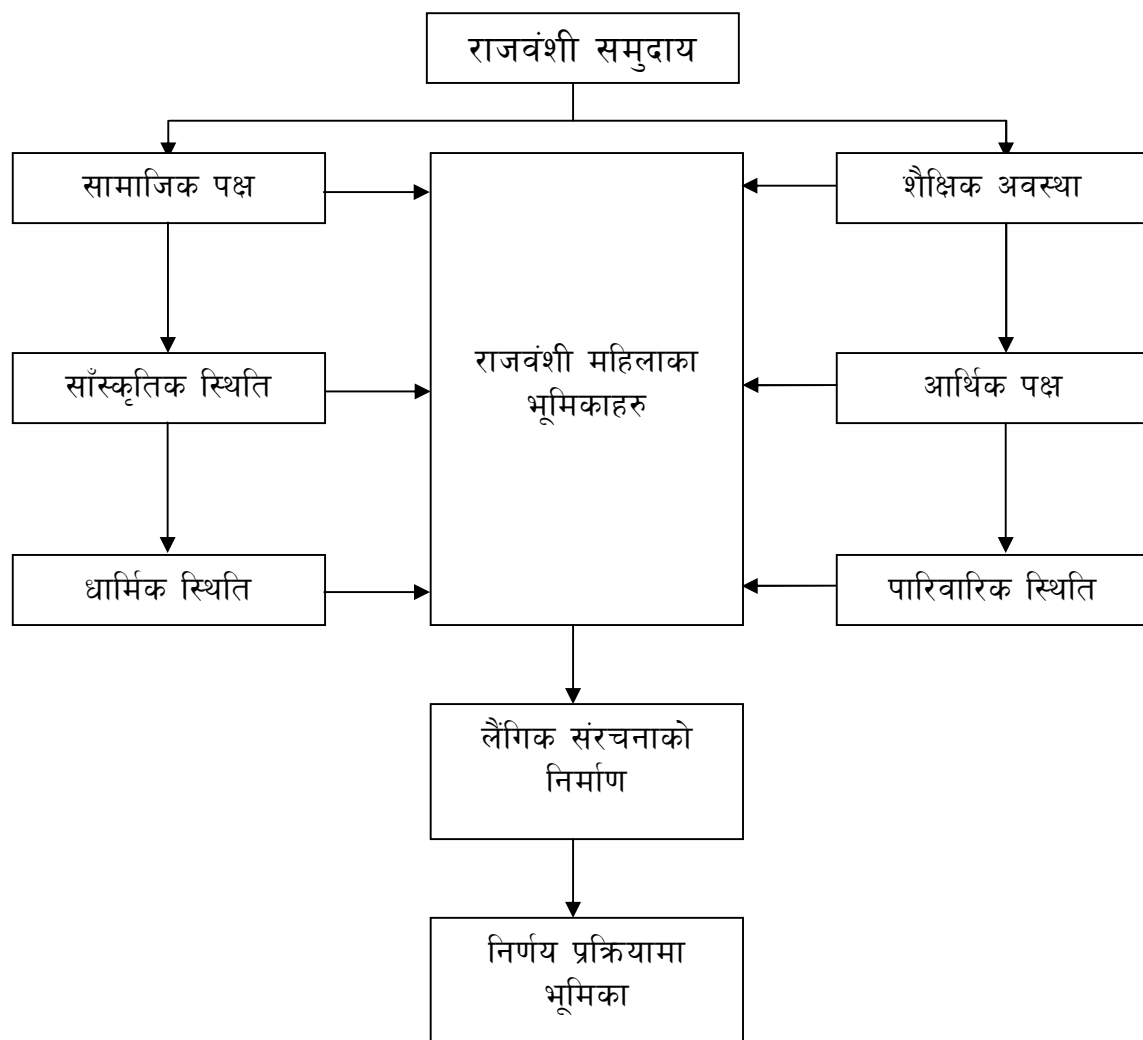 राजवंशी समुदाय
सामाजिक पक्ष
शैक्षिक अवस्था
साँस्कृतिक स्थिति
राजवंशी महिलाका
भूमिकाहरु
आर्थिक पक्ष
धार्मिक स्थिति
पारिवारिक स्थिति
लैंगिक संरचनाको
निर्माण
निर्णय प्रक्रियामा
भूमिका